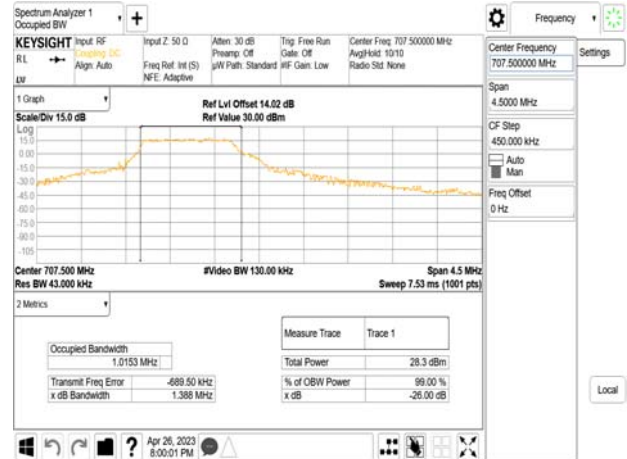 Spectrum Analyzer 1
Occupied BW
+
Frequency
KEYSIGHT
RL
Input: RF
Coupling: DC
Align: Auto
Input Z: 50 Ω
Freq Ref: Int (S)
NFE: Adaptive
Atten: 30 dB
Preamp: Off
µW Path: Standard
Trig: Free Run
Gate: Off
#IF Gain: Low
Center Freq: 707.500000 MHz
Avg|Hold: 10/10
Radio Std: None
Center Frequency
707.500000 MHz
Settings
Span
4.5000 MHz
CF Step
450.000 kHz
Auto
Man
Freq Offset
0 Hz
Local
1 Graph
Scale/Div 15.0 dB
Ref Lvl Offset 14.02 dB
Ref Value 30.00 dBm
Log
15.0
0.00
-15.0
-30.0
-45.0
-60.0
-75.0
-90.0
-105
Center 707.500 MHz
Res BW 43.000 kHz
#Video BW 130.00 kHz
Span 4.5 MHz
Sweep 7.53 ms (1001 pts)
2 Metrics
Measure Trace Trace 1
Occupied Bandwidth
1.0153 MHz
Total Power 28.3 dBm
Transmit Freq Error -689.50 kHz
% of OBW Power 99.00 %
x dB Bandwidth 1.388 MHz
x dB -26.00 dB
?
Apr 26, 2023
8:00:01 PM